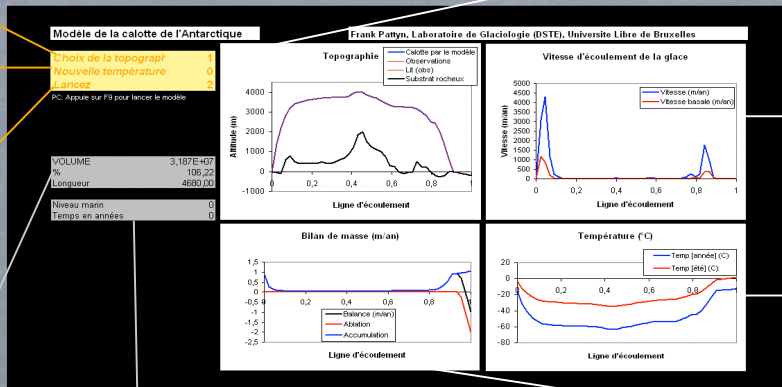 Modèle de la calotte de l'Antarctique
Frank Pattyn, Laboratoire de Glaciologie (DSTE), Universite Libre de Bruxelles
Choix de la topograph 1
Nouvelle température 0
Lancez 2
PC: Appuie sur F9 pour lancer le modèle
VOLUME 3,187E+07
% 106,22
Longueur 4680,00
Niveau marin 0
Temps en années 0
Topographie
Calotte par le modèle
Observations
Lit (obs)
Substrat rocheux
Altitude (m)
5000
4000
3000
2000
1000
0
-1000
0 0,2 0,4 0,6 0,8 1
Ligne d'écoulement
Vitesse d'écoulement de la glace
Vitesse (m/an)
Vitesse basale (m/an)
Vitesse (m/an)
5000
4500
4000
3500
3000
2500
2000
1500
1000
500
0
0 0,2 0,4 0,6 0,8 1
Ligne d'écoulement
Bilan de masse (m/an)
1,5
1
0,5
0
-0,5
-1
-1,5
-2
-2,5
0 0,2 0,4 0,6 0,8 1
Balance (m/an)
Ablation
Accumulation
Ligne d'écoulement
Température (°C)
Temp [année] (C)
Temp [été] (C)
20
0
-20
-40
-60
-80
0 0,2 0,4 0,6 0,8 1
Ligne d'écoulement